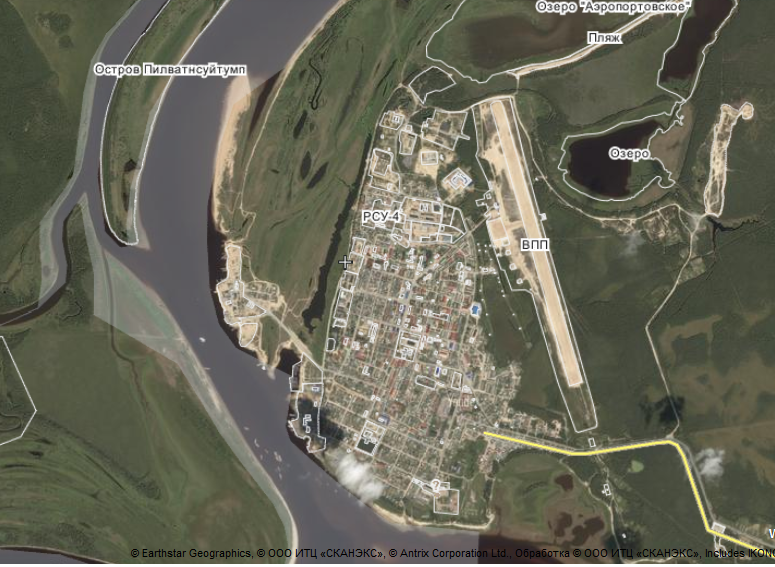 Озеро "Аэропортовское"
Пляж
Остров Пилватнсуйтумп
Озеро
РСУ-4
ВПП
?
W
© Earthstar Geographics, © ООО ИТЦ «СКАНЭКС», © Antrix Corporation Ltd., Обработка © ООО ИТЦ «СКАНЭКС», Includes IKONO